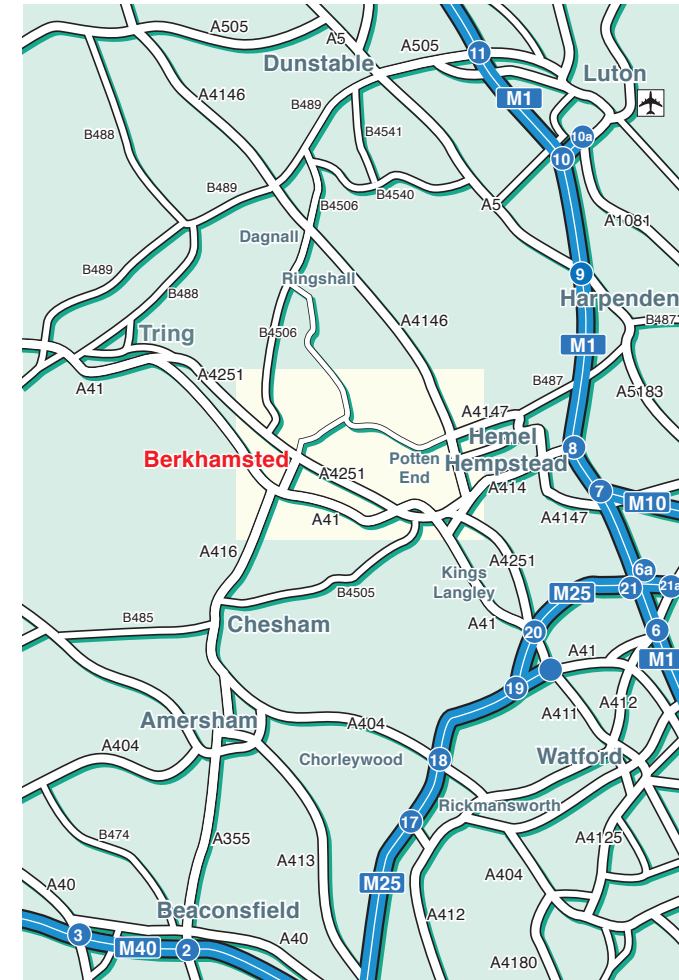 A505
A5
A505
11
Dunstable
Luton
A4146
M1
B489
B488
B4541
10a
10
B489
B4540
B4506
A5
A1081
Dagnall
B489
Ringshall
9
B488
Harpenden
B487
A4146
Tring
B4506
M1
A4251
B487
A41
A5183
A4147
Hemel
Hempstead
8
Berkhamsted
Potten
End
A4251
A414
7
M10
A41
A4147
A416
A4251
6a
Kings
Langley
21
21a
M25
B4505
B485
Chesham
A41
20
6
A41
M1
19
A412
A411
Amersham
A404
A404
Chorleywood
18
Watford
Rickmansworth
17
B474
A355
A4125
A413
A404
A40
M25
Beaconsfield
A412
3
M40
2
A40
A4180